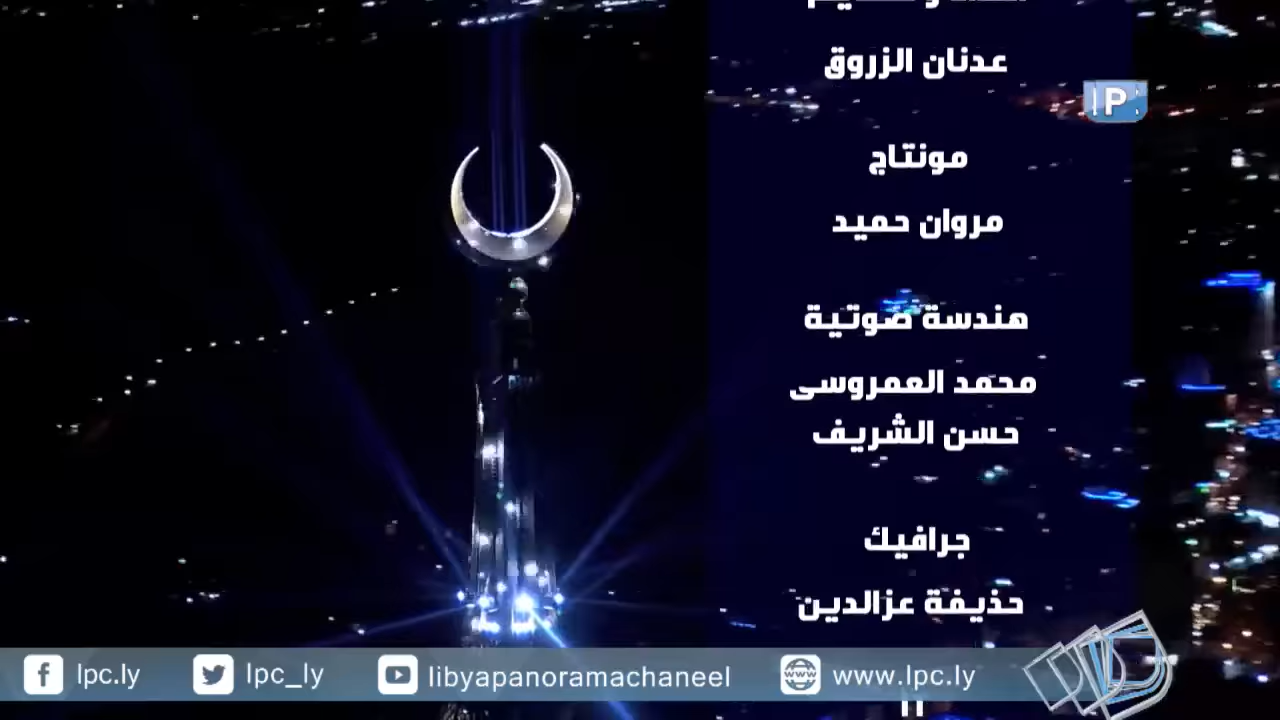 عدنان الزروق
مونتاج
مروان حميد
هندسة صوتية
محمد العمروسى
حسن الشريف
جرافيك
حذيفة عزالدين
lpc.ly
lpc_ly
libyapanoramachaneel
www.lpc.ly